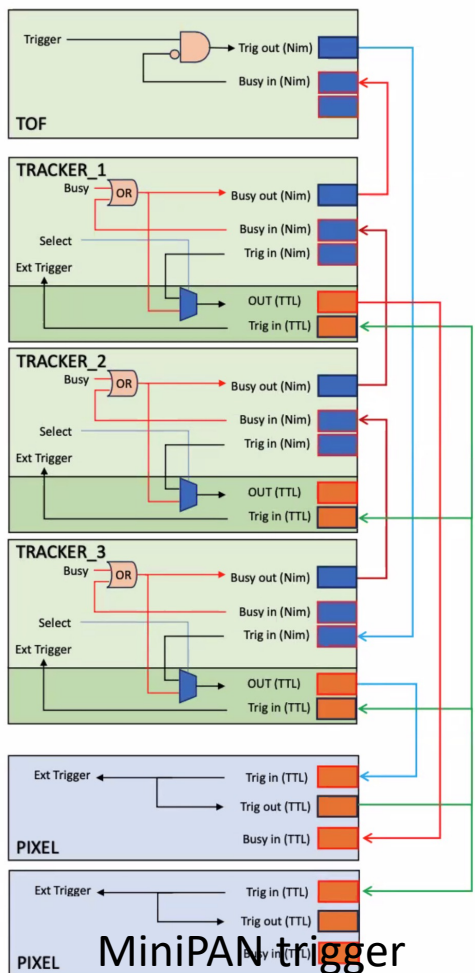 Trigger
Trig out (Nim)
Busy in (Nim)
TOF
TRACKER_1
Busy
OR
Busy out (Nim)
Busy in (Nim)
Select
Trig in (Nim)
Ext Trigger
OUT (TTL)
Trig in (TTL)
TRACKER_2
Busy
OR
Busy out (Nim)
Busy in (Nim)
Select
Trig in (Nim)
Ext Trigger
OUT (TTL)
Trig in (TTL)
TRACKER_3
Busy
OR
Busy out (Nim)
Busy in (Nim)
Select
Trig in (Nim)
Ext Trigger
OUT (TTL)
Trig in (TTL)
Ext Trigger
Trig in (TTL)
Trig out (TTL)
Busy in (TTL)
PIXEL
Ext Trigger
Trig in (TTL)
Trig out (TTL)
Busy in (TTL)
PIXEL
MiniPAN trigger